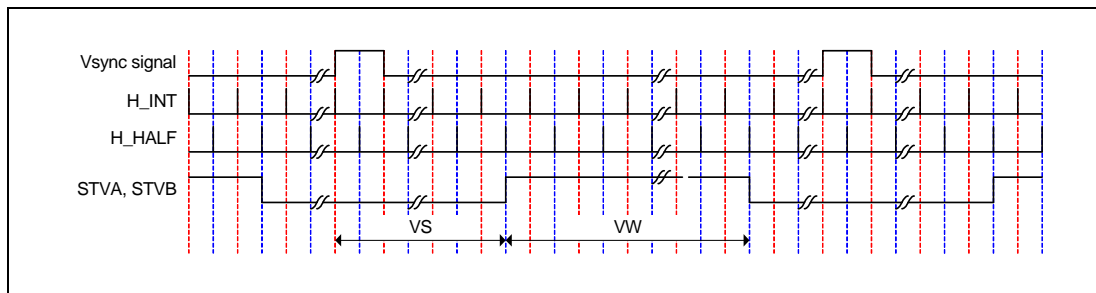 Vsync signal
H_INT
H_HALF
STVA, STVB
VS
VW